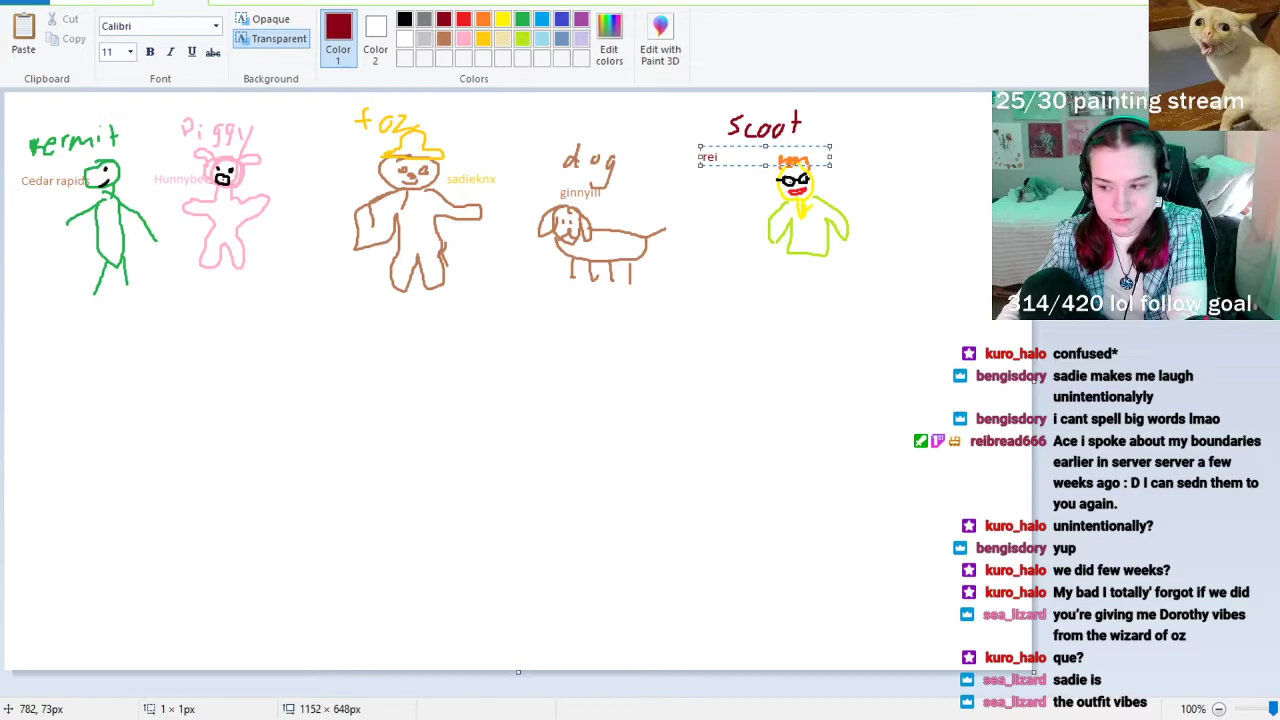 Paste
Cut
Copy
Clipboard
Calibri
11
B I U abc
Font
Opaque
Transparent
Background
Color 1
Color 2
Edit colors
Edit with Paint 3D
Colors
kermit
Piggy
foz
dog
scoot
Cedar rapids
Hunnybe
sadieknx
ginnyill
rei
25/30 painting stream
314/420 lol follow goal
kuro_halo confused*
bengisdory sadie makes me laugh
unintentionalyly
bengisdory i cant spell big words lmao
reibread666 Ace i spoke about my boundaries
earlier in server server a few
weeks ago : D I can sedn them to
you again.
kuro_halo unintentionally?
bengisdory yup
kuro_halo we did few weeks?
kuro_halo My bad I totally' forgot if we did
sea_lizard you're giving me Dorothy vibes
from the wizard of oz
kuro_halo que?
sea_lizard sadie is
sea_lizard the outfit vibes
782, 73px
1 × 1px
1152 × 648px
100%